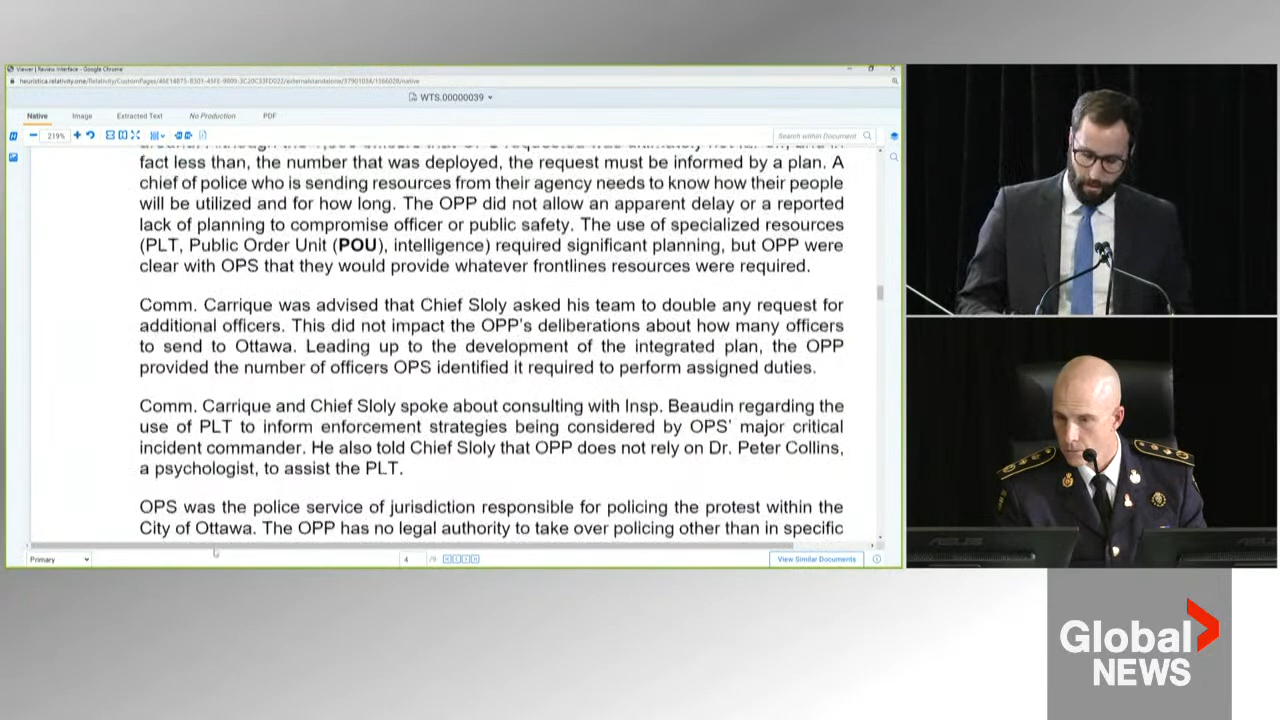 Viewer | Review Interface - Google Chrome
WTS.00000039
Native Image Extracted Text No Production PDF
219% Search within Document
fact less than, the number that was deployed, the request must be informed by a plan. A
chief of police who is sending resources from their agency needs to know how their people
will be utilized and for how long. The OPP did not allow an apparent delay or a reported
lack of planning to compromise officer or public safety. The use of specialized resources
(PLT, Public Order Unit (POU), intelligence) required significant planning, but OPP were
clear with OPS that they would provide whatever frontlines resources were required.
Comm. Carrique was advised that Chief Sloly asked his team to double any request for
additional officers. This did not impact the OPP's deliberations about how many officers
to send to Ottawa. Leading up to the development of the integrated plan, the OPP
provided the number of officers OPS identified it required to perform assigned duties.
Comm. Carrique and Chief Sloly spoke about consulting with Insp. Beaudin regarding the
use of PLT to inform enforcement strategies being considered by OPS' major critical
incident commander. He also told Chief Sloly that OPP does not rely on Dr. Peter Collins,
a psychologist, to assist the PLT.
OPS was the police service of jurisdiction responsible for policing the protest within the
City of Ottawa. The OPP has no legal authority to take over policing other than in specific
Primary 4 /9 View Similar Documents
Global
NEWS